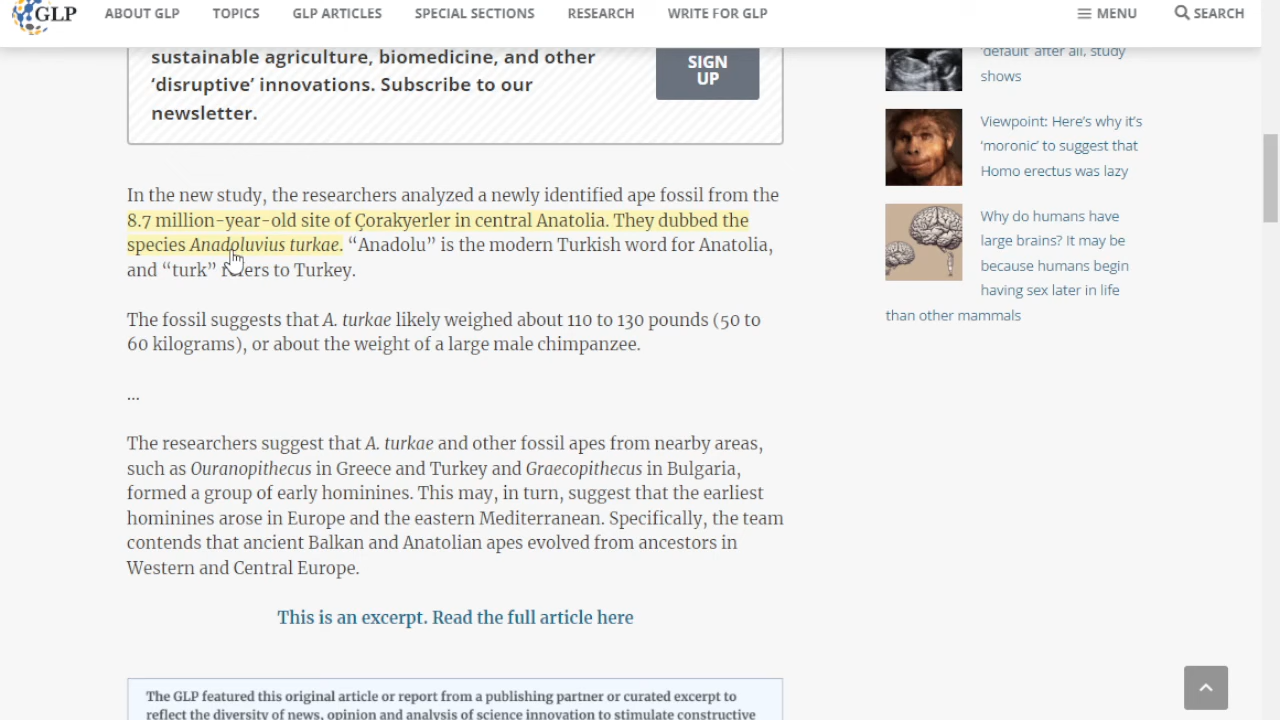 GLP
ABOUT GLP
TOPICS
GLP ARTICLES
SPECIAL SECTIONS
RESEARCH
WRITE FOR GLP
MENU
SEARCH
sustainable agriculture, biomedicine, and other
‘disruptive’ innovations. Subscribe to our
newsletter.
SIGN
UP
In the new study, the researchers analyzed a newly identified ape fossil from the
8.7 million-year-old site of Çorakyerler in central Anatolia. They dubbed the
species Anadoluvius turkae. “Anadolu” is the modern Turkish word for Anatolia,
and “turk” refers to Turkey.
The fossil suggests that A. turkae likely weighed about 110 to 130 pounds (50 to
60 kilograms), or about the weight of a large male chimpanzee.
...
The researchers suggest that A. turkae and other fossil apes from nearby areas,
such as Ouranopithecus in Greece and Turkey and Graecopithecus in Bulgaria,
formed a group of early hominines. This may, in turn, suggest that the earliest
hominines arose in Europe and the eastern Mediterranean. Specifically, the team
contends that ancient Balkan and Anatolian apes evolved from ancestors in
Western and Central Europe.
This is an excerpt. Read the full article here
The GLP featured this original article or report from a publishing partner or curated excerpt to
reflect the diversity of news, opinion and analysis of science innovation to stimulate constructive
‘default’ after all, study
shows
Viewpoint: Here’s why it’s
‘moronic’ to suggest that
Homo erectus was lazy
Why do humans have
large brains? It may be
because humans begin
having sex later in life
than other mammals